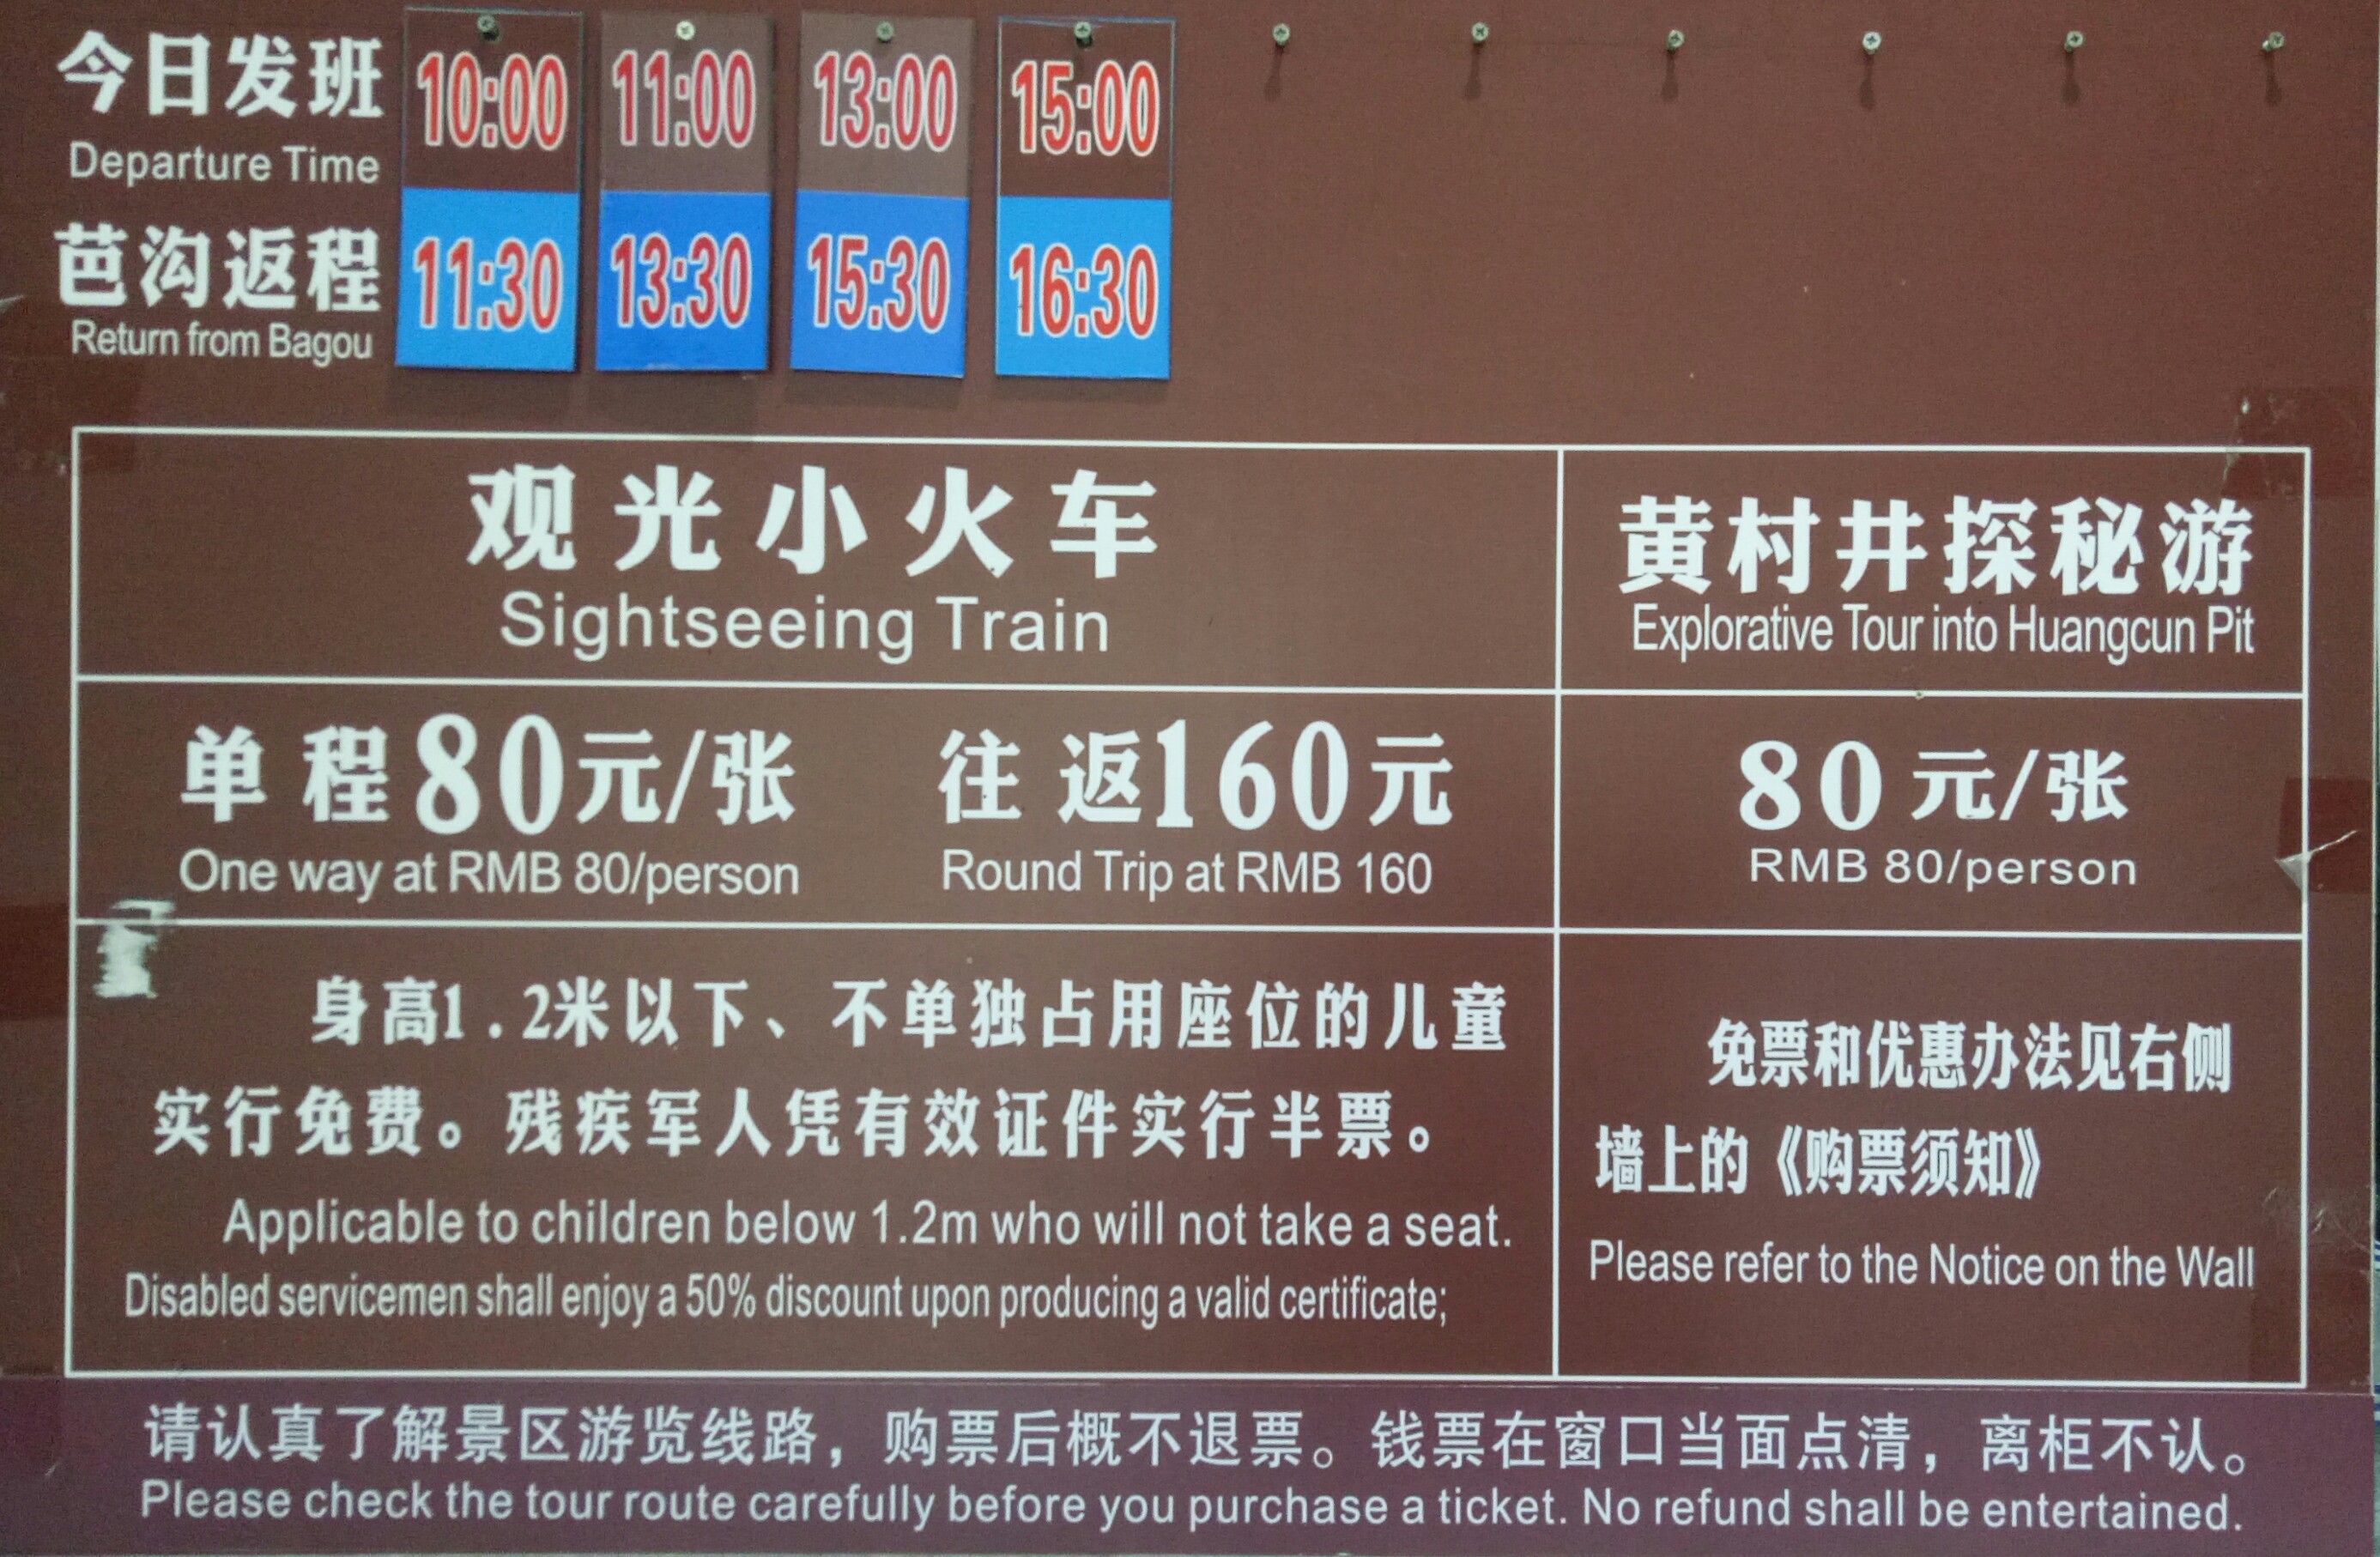 今日发班 10:00 11:00 13:00 15:00
Departure Time
芭沟返程 11:30 13:30 15:30 16:30
Return from Bagou
观光小火车
Sightseeing Train
黄村井探秘游
Explorative Tour into Huangcun Pit
单程80元/张 往返160元
One way at RMB 80/person Round Trip at RMB 160
80元/张
RMB 80/person
身高1.2米以下、不单独占用座位的儿童
实行免费。残疾军人凭有效证件实行半票。
Applicable to children below 1.2m who will not take a seat.
Disabled servicemen shall enjoy a 50% discount upon producing a valid certificate;
免票和优惠办法见右侧
墙上的《购票须知》
Please refer to the Notice on the Wall
请认真了解景区游览线路，购票后概不退票。钱票在窗口当面点清，离柜不认。
Please check the tour route carefully before you purchase a ticket. No refund shall be entertained.